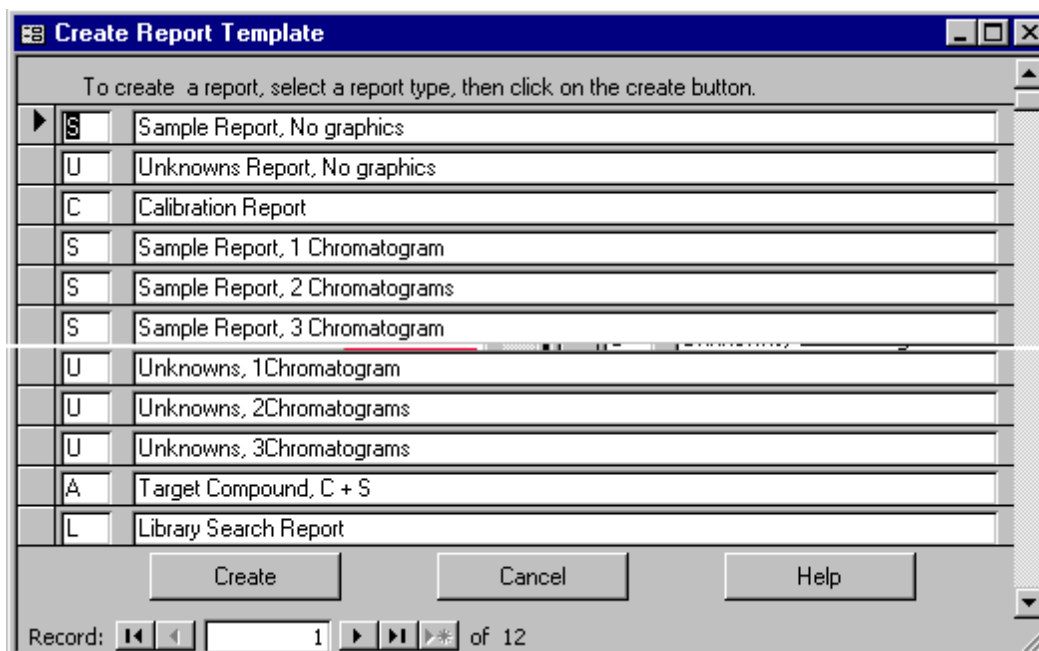 Create Report Template
To create a report, select a report type, then click on the create button.
S Sample Report, No graphics
U Unknowns Report, No graphics
C Calibration Report
S Sample Report, 1 Chromatogram
S Sample Report, 2 Chromatograms
S Sample Report, 3 Chromatogram
U Unknowns, 1Chromatogram
U Unknowns, 2Chromatograms
U Unknowns, 3Chromatograms
A Target Compound, C + S
L Library Search Report
Create Cancel Help
Record: 1 of 12